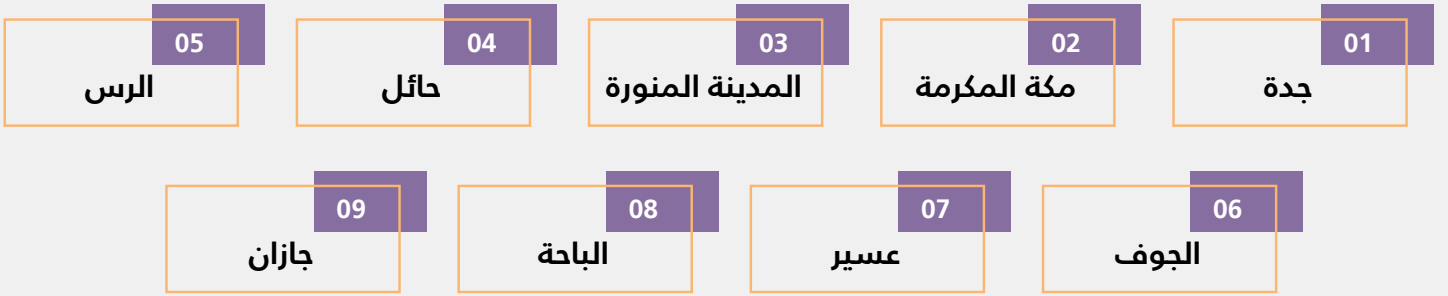 01
جدة
02
مكة المكرمة
03
المدينة المنورة
04
حائل
05
الرس
06
الجوف
07
عسير
08
الباحة
09
جازان